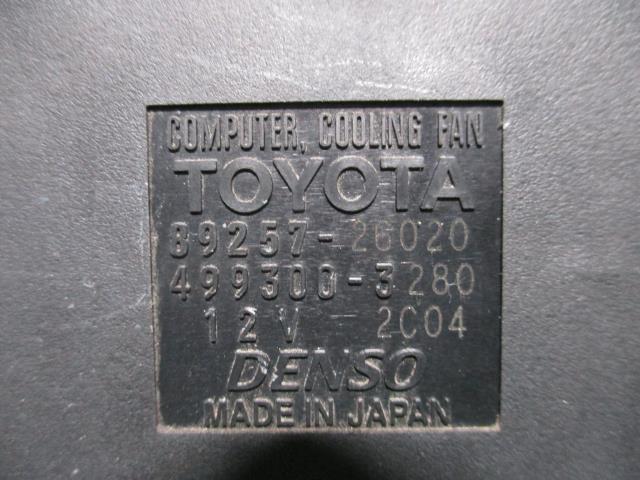 COMPUTER, COOLING FAN
TOYOTA
89257-26020
499300-3280
12V 2C04
DENSO
MADE IN JAPAN